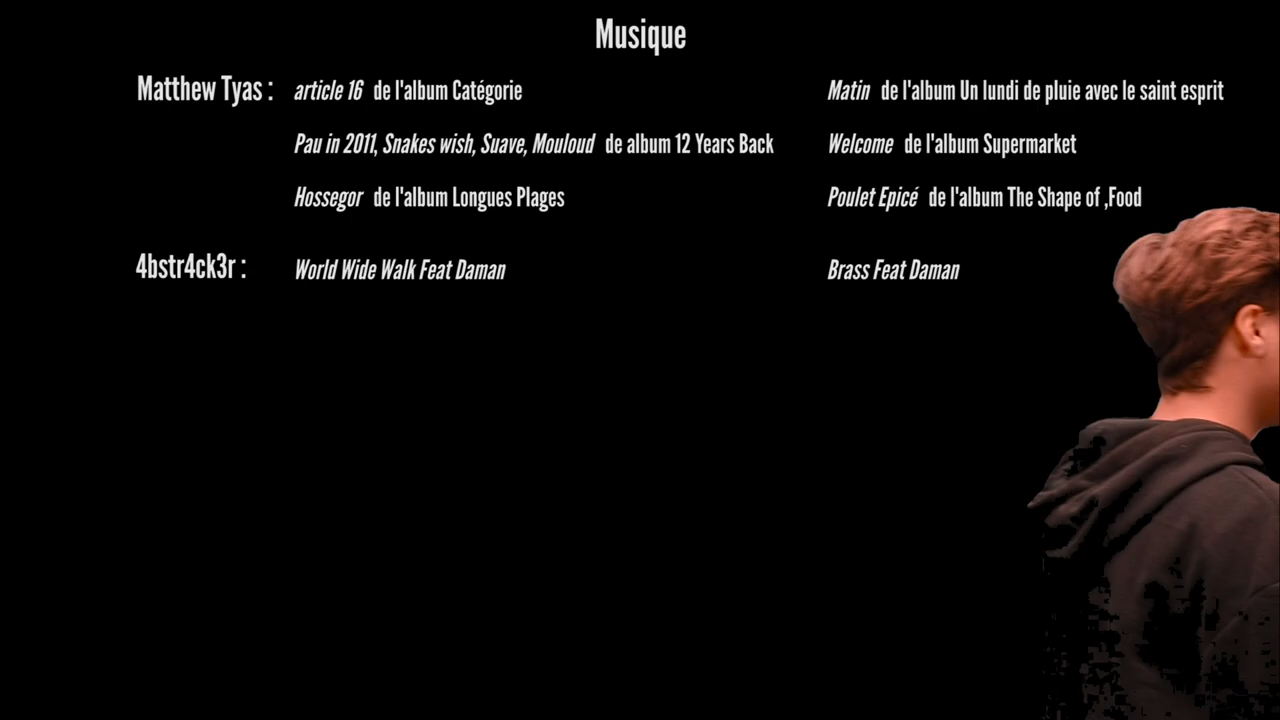 Musique
Matthew Tyas : article 16 de l'album Catégorie Matin de l'album Un lundi de pluie avec le saint esprit
Pau in 2011, Snakes wish, Suave, Mouloud de album 12 Years Back Welcome de l'album Supermarket
Hossegor de l'album Longues Plages Poulet Epicé de l'album The Shape of ,Food
4bstr4ck3r : World Wide Walk Feat Daman Brass Feat Daman